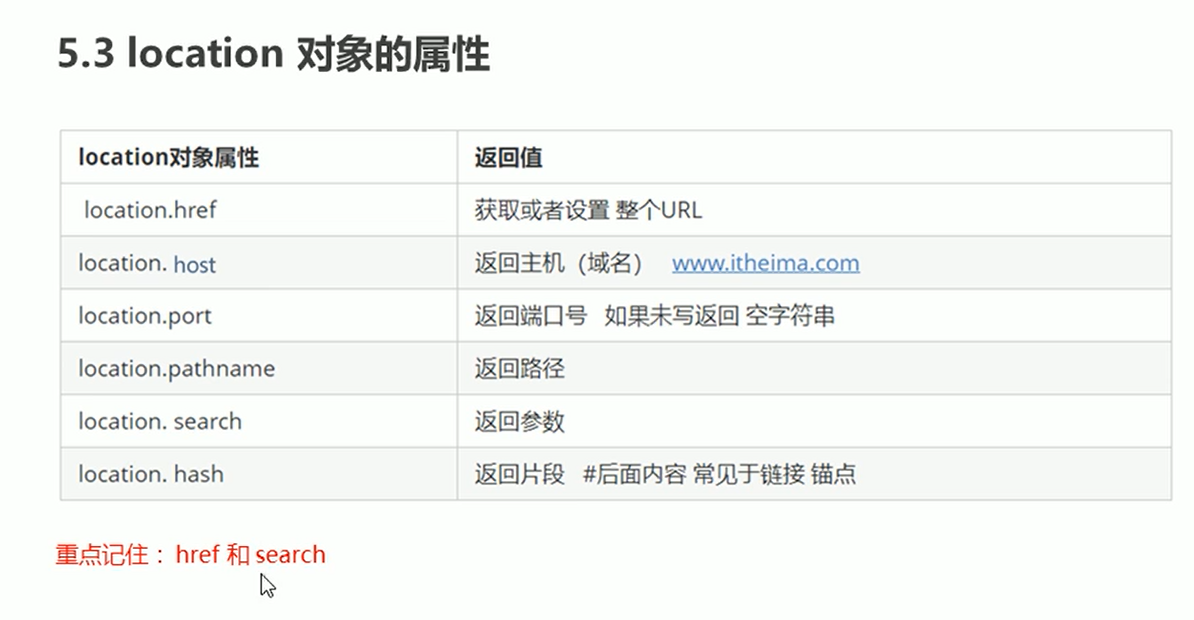 5.3 location 对象的属性
location对象属性 返回值
location.href 获取或者设置 整个URL
location. host 返回主机（域名） www.itheima.com
location.port 返回端口号 如果未写返回 空字符串
location.pathname 返回路径
location. search 返回参数
location. hash 返回片段 #后面内容 常见于链接 锚点
重点记住：href 和 search